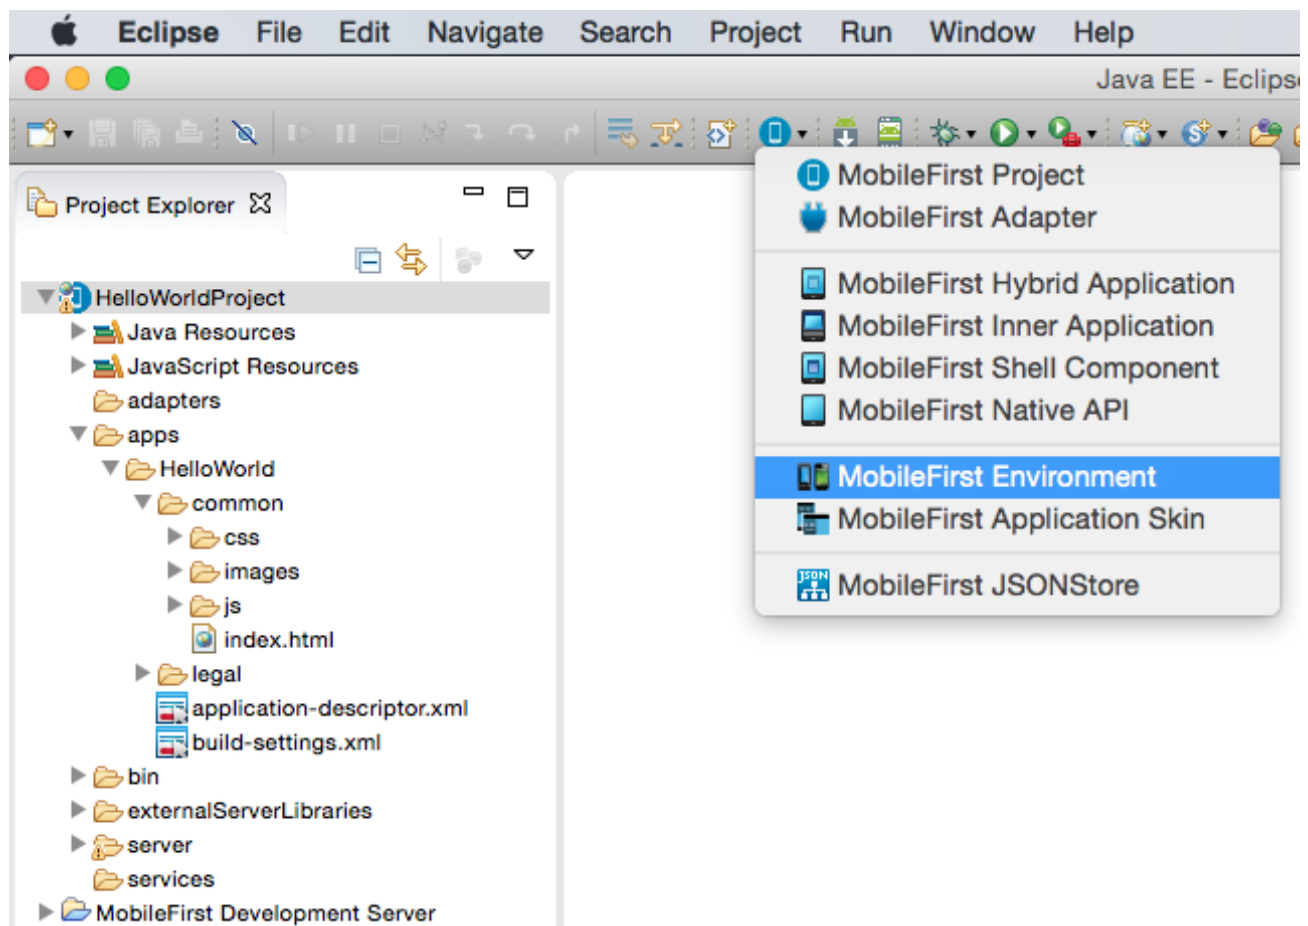 Eclipse File Edit Navigate Search Project Run Window Help
Java EE - Eclipse
Project Explorer
MobileFirst Project
MobileFirst Adapter
MobileFirst Hybrid Application
MobileFirst Inner Application
MobileFirst Shell Component
MobileFirst Native API
MobileFirst Environment
MobileFirst Application Skin
JSON
MobileFirst JSONStore
HelloWorldProject
Java Resources
JavaScript Resources
adapters
apps
HelloWorld
common
css
images
js
index.html
legal
application-descriptor.xml
build-settings.xml
bin
externalServerLibraries
server
services
MobileFirst Development Server